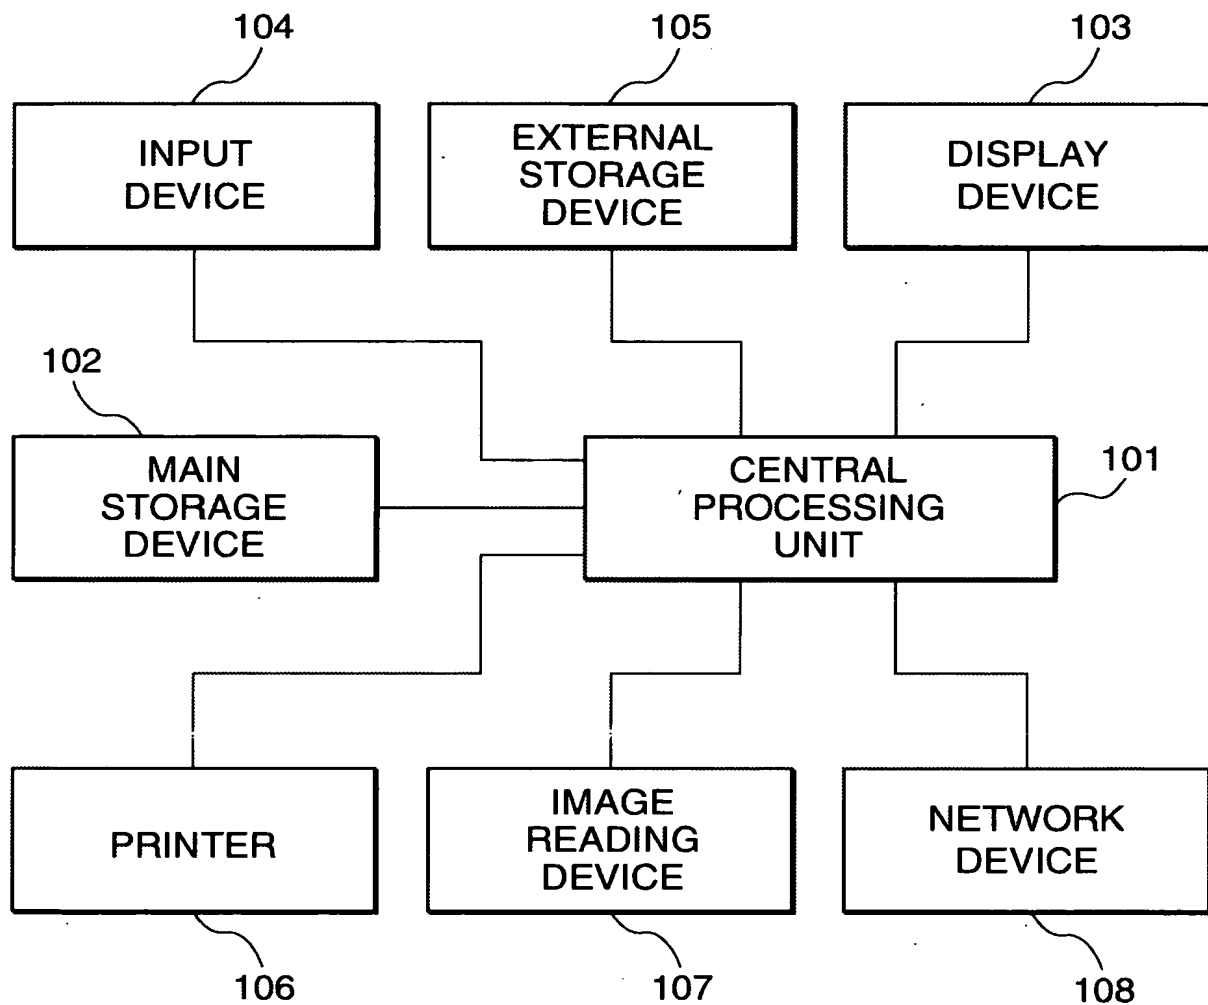 104
105
103
INPUT
DEVICE
EXTERNAL
STORAGE
DEVICE
DISPLAY
DEVICE
102
MAIN
STORAGE
DEVICE
CENTRAL
PROCESSING
UNIT
101
PRINTER
IMAGE
READING
DEVICE
NETWORK
DEVICE
106
107
108